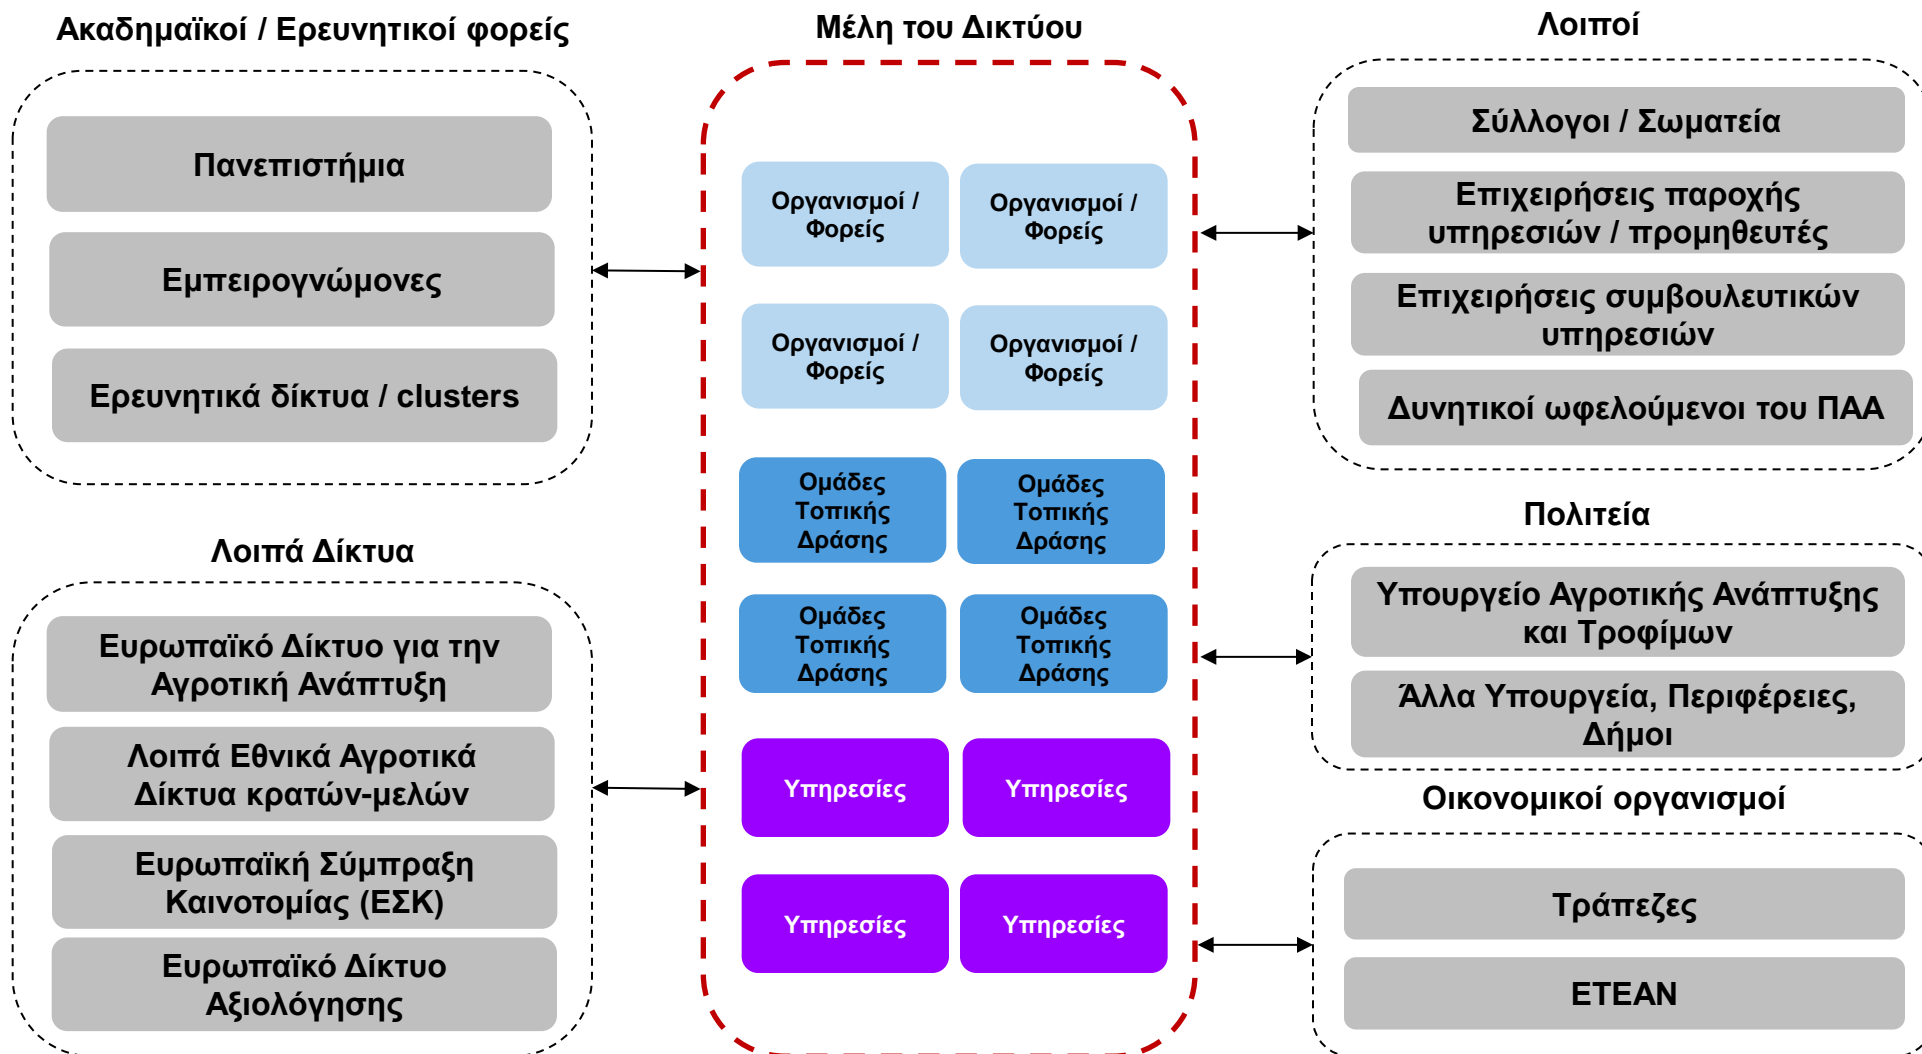 Ακαδημαϊκοί / Ερευνητικοί φορείς
Πανεπιστήμια
Εμπειρογνώμονες
Ερευνητικά δίκτυα / clusters
Λοιπά Δίκτυα
Ευρωπαϊκό Δίκτυο για την
Αγροτική Ανάπτυξη
Λοιπά Εθνικά Αγροτικά
Δίκτυα κρατών-μελών
Ευρωπαϊκή Σύμπραξη
Καινοτομίας (ΕΣΚ)
Ευρωπαϊκό Δίκτυο
Αξιολόγησης
Μέλη του Δικτύου
Οργανισμοί /
Φορείς
Οργανισμοί /
Φορείς
Οργανισμοί /
Φορείς
Οργανισμοί /
Φορείς
Ομάδες
Τοπικής
Δράσης
Ομάδες
Τοπικής
Δράσης
Ομάδες
Τοπικής
Δράσης
Ομάδες
Τοπικής
Δράσης
Υπηρεσίες
Υπηρεσίες
Υπηρεσίες
Υπηρεσίες
Λοιποί
Σύλλογοι / Σωματεία
Επιχειρήσεις παροχής
υπηρεσιών / προμηθευτές
Επιχειρήσεις συμβουλευτικών
υπηρεσιών
Δυνητικοί ωφελούμενοι του ΠΑΑ
Πολιτεία
Υπουργείο Αγροτικής Ανάπτυξης
και Τροφίμων
Άλλα Υπουργεία, Περιφέρειες,
Δήμοι
Οικονομικοί οργανισμοί
Τράπεζες
ΕΤΕΑΝ